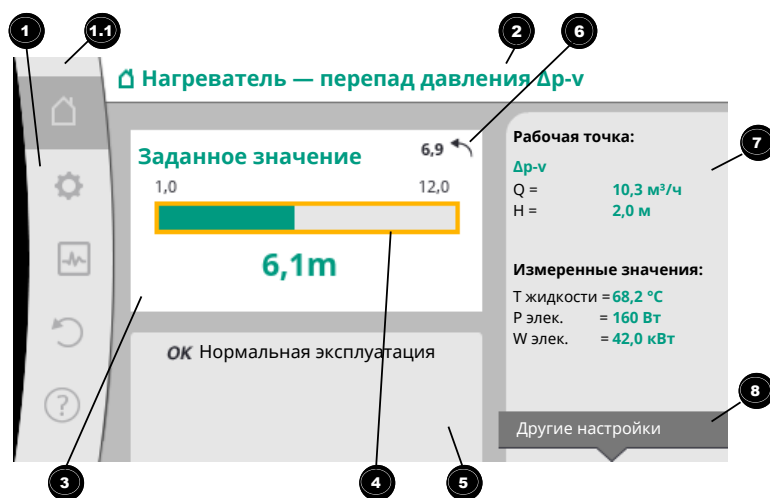 1
1.1
2
6
Нагреватель — перепад давления Δp-v
Заданное значение
6,9
1,0
12,0
6,1m
OK Нормальная эксплуатация
Рабочая точка:
Δp-v
Q = 10,3 м³/ч
H = 2,0 м
7
Измеренные значения:
T жидкости = 68,2 °C
P элек. = 160 Вт
W элек. = 42,0 кВт
8
Другие настройки
?
3
4
5